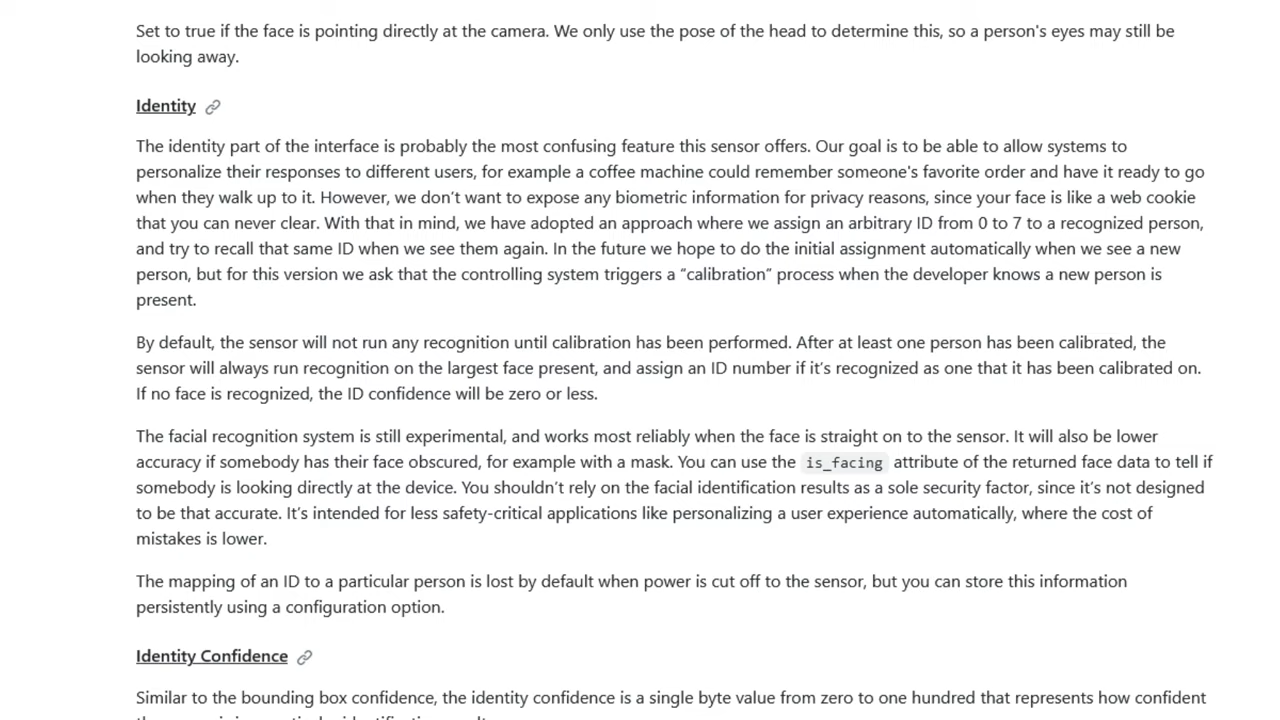 Set to true if the face is pointing directly at the camera. We only use the pose of the head to determine this, so a person's eyes may still be
looking away.
Identity
The identity part of the interface is probably the most confusing feature this sensor offers. Our goal is to be able to allow systems to
personalize their responses to different users, for example a coffee machine could remember someone's favorite order and have it ready to go
when they walk up to it. However, we don’t want to expose any biometric information for privacy reasons, since your face is like a web cookie
that you can never clear. With that in mind, we have adopted an approach where we assign an arbitrary ID from 0 to 7 to a recognized person,
and try to recall that same ID when we see them again. In the future we hope to do the initial assignment automatically when we see a new
person, but for this version we ask that the controlling system triggers a “calibration” process when the developer knows a new person is
present.
By default, the sensor will not run any recognition until calibration has been performed. After at least one person has been calibrated, the
sensor will always run recognition on the largest face present, and assign an ID number if it’s recognized as one that it has been calibrated on.
If no face is recognized, the ID confidence will be zero or less.
The facial recognition system is still experimental, and works most reliably when the face is straight on to the sensor. It will also be lower
accuracy if somebody has their face obscured, for example with a mask. You can use the is_facing attribute of the returned face data to tell if
somebody is looking directly at the device. You shouldn’t rely on the facial identification results as a sole security factor, since it’s not designed
to be that accurate. It’s intended for less safety-critical applications like personalizing a user experience automatically, where the cost of
mistakes is lower.
The mapping of an ID to a particular person is lost by default when power is cut off to the sensor, but you can store this information
persistently using a configuration option.
Identity Confidence
Similar to the bounding box confidence, the identity confidence is a single byte value from zero to one hundred that represents how confident